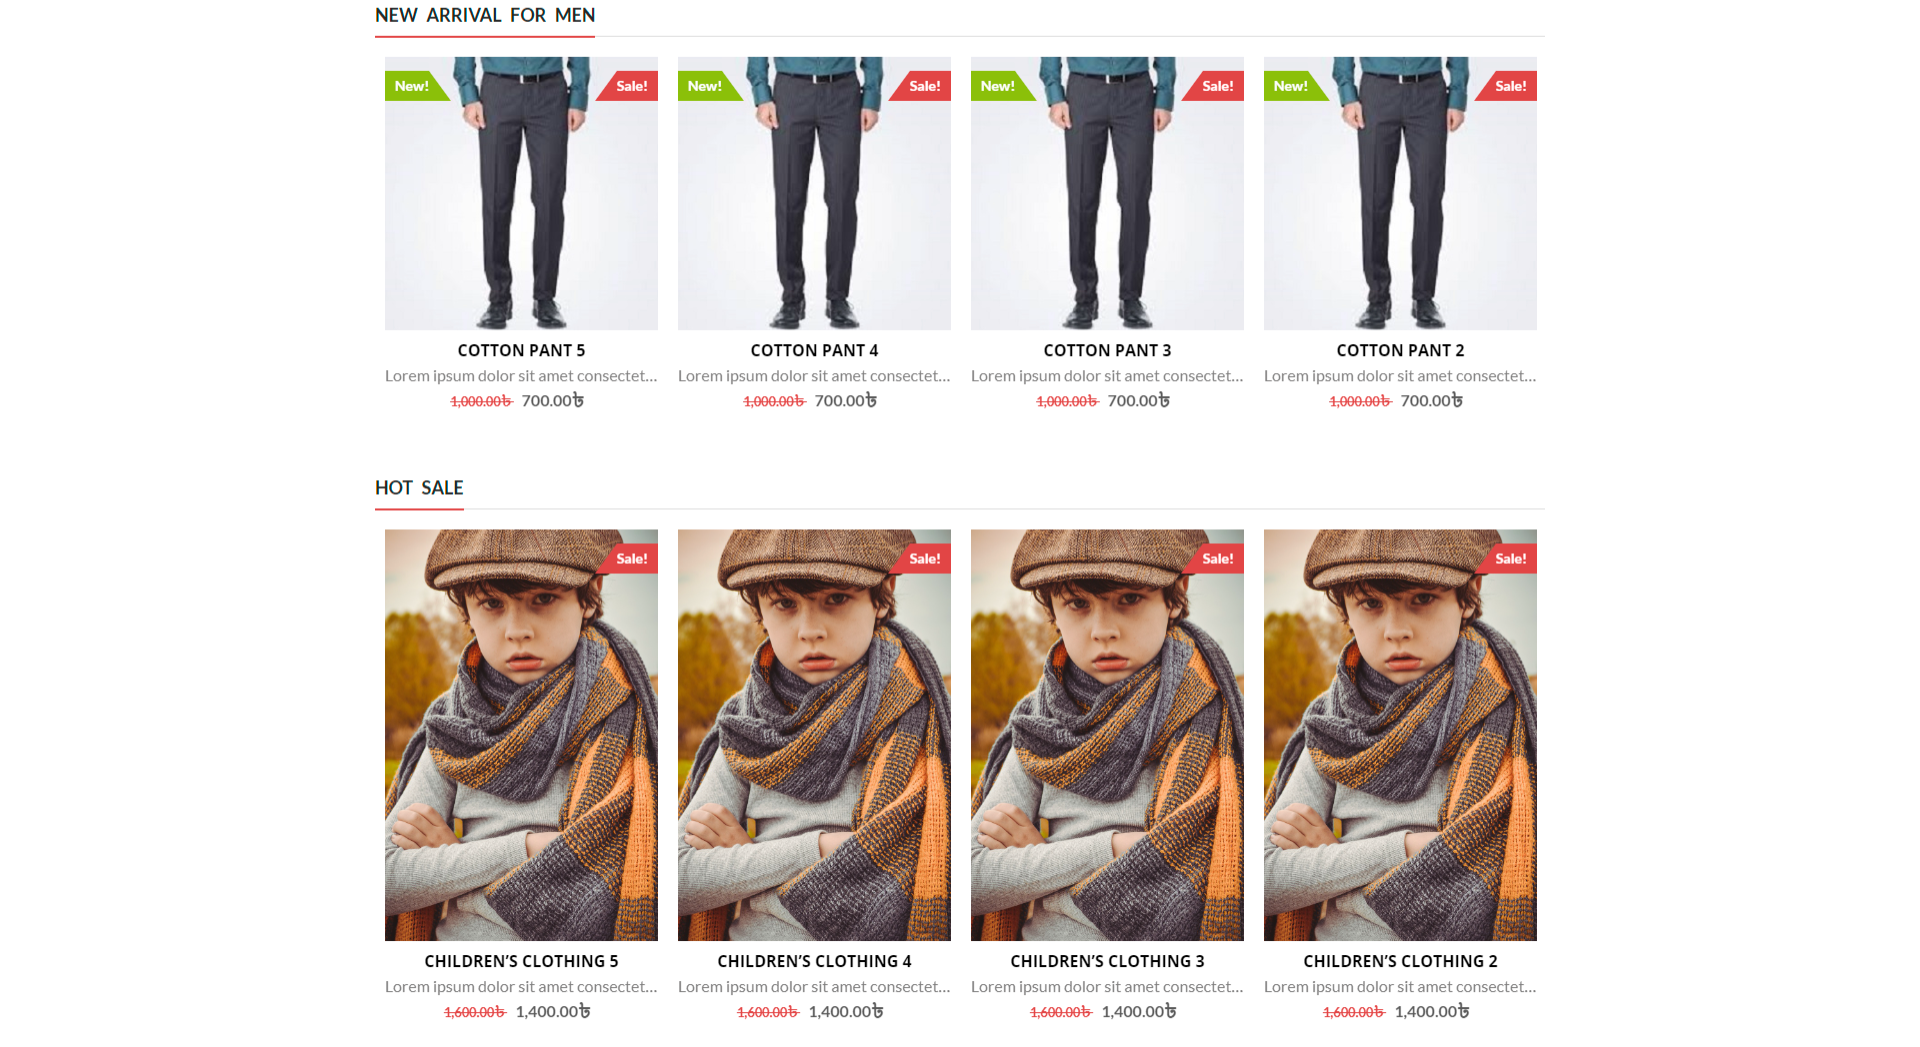 NEW ARRIVAL FOR MEN
New! Sale! New! Sale! New! Sale! New! Sale!
COTTON PANT 5 COTTON PANT 4 COTTON PANT 3 COTTON PANT 2
Lorem ipsum dolor sit amet consectet... Lorem ipsum dolor sit amet consectet... Lorem ipsum dolor sit amet consectet... Lorem ipsum dolor sit amet consectet...
1,000.00৳ 700.00৳ 1,000.00৳ 700.00৳ 1,000.00৳ 700.00৳ 1,000.00৳ 700.00৳
HOT SALE
Sale! Sale! Sale! Sale!
CHILDREN’S CLOTHING 5 CHILDREN’S CLOTHING 4 CHILDREN’S CLOTHING 3 CHILDREN’S CLOTHING 2
Lorem ipsum dolor sit amet consectet... Lorem ipsum dolor sit amet consectet... Lorem ipsum dolor sit amet consectet... Lorem ipsum dolor sit amet consectet...
1,600.00৳ 1,400.00৳ 1,600.00৳ 1,400.00৳ 1,600.00৳ 1,400.00৳ 1,600.00৳ 1,400.00৳